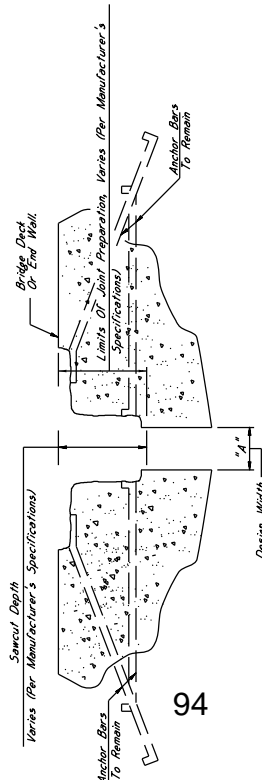 Bridge Deck
Or End Wall.
Limits Of Joint Preparation, Varies (Per Manufacturer's
Specifications)
Anchor Bars
To Remain
Sawcut Depth
Varies (Per Manufacturer's Specifications)
"A"
Design Width
Anchor Bars
To Remain
94